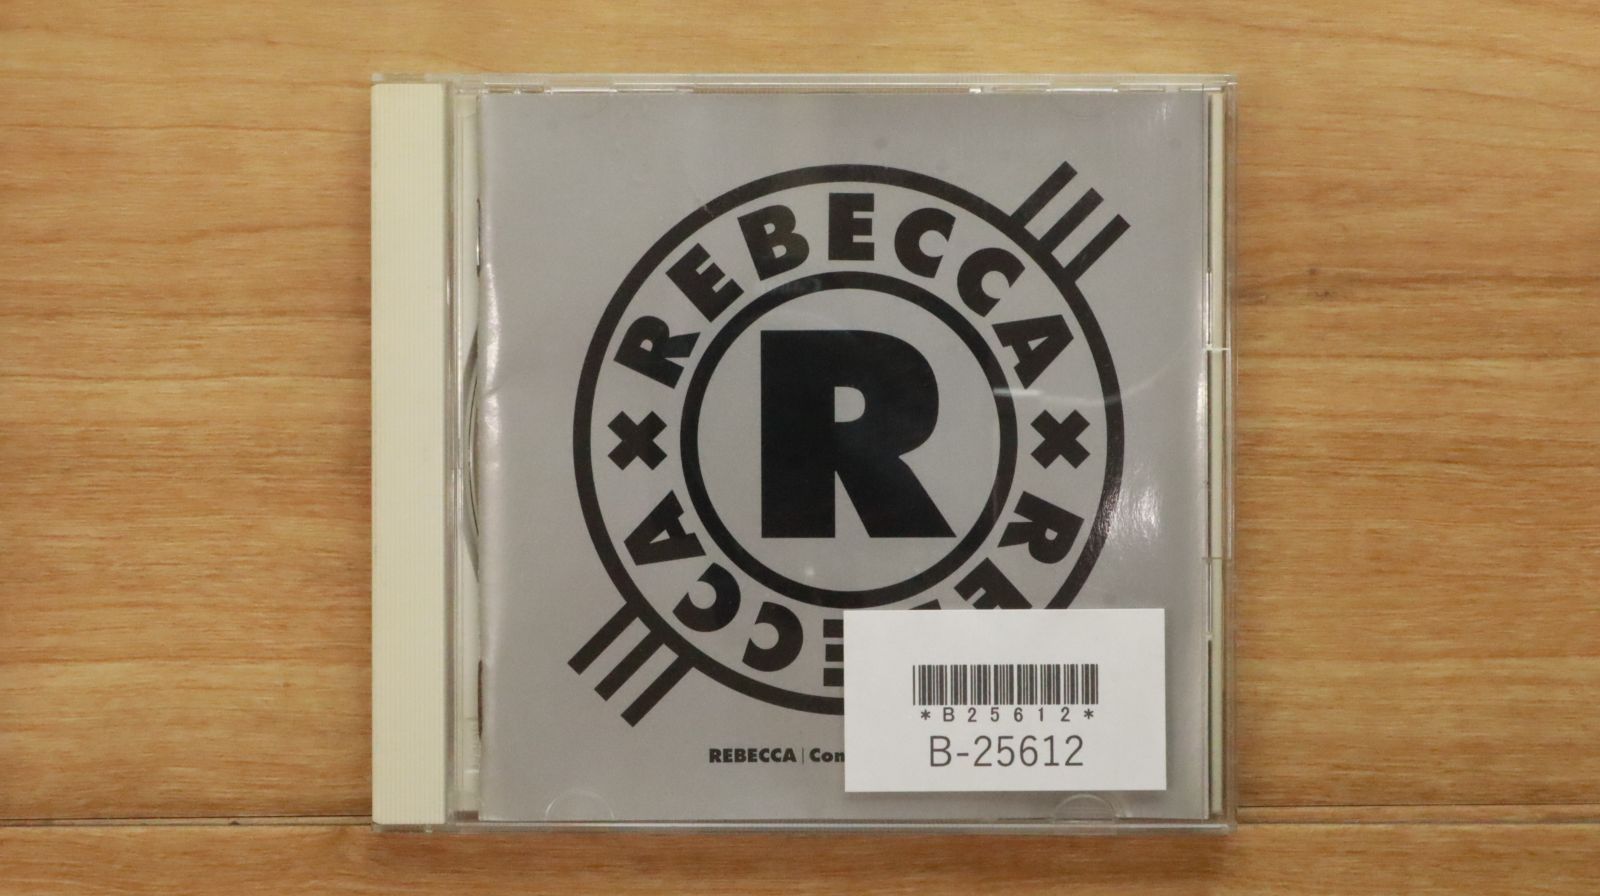 REBECCA × REBECCA ×
R
REBECCA |
*B25612*
B-25612